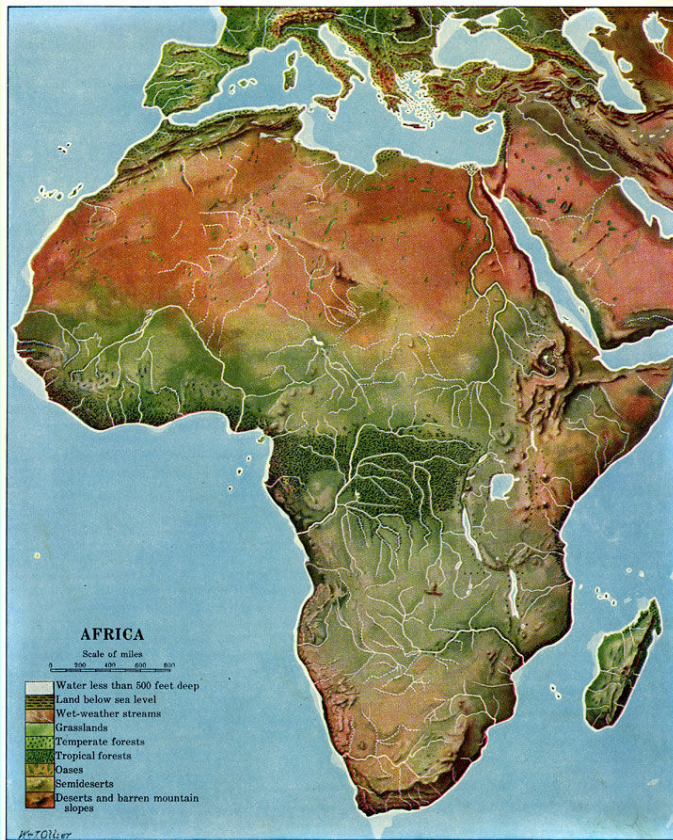 AFRICA
Scale of miles
0 200 400 600 800
Water less than 500 feet deep
Land below sea level
Wet-weather streams
Grasslands
Temperate forests
Tropical forests
Oases
Semideserts
Deserts and barren mountain
slopes